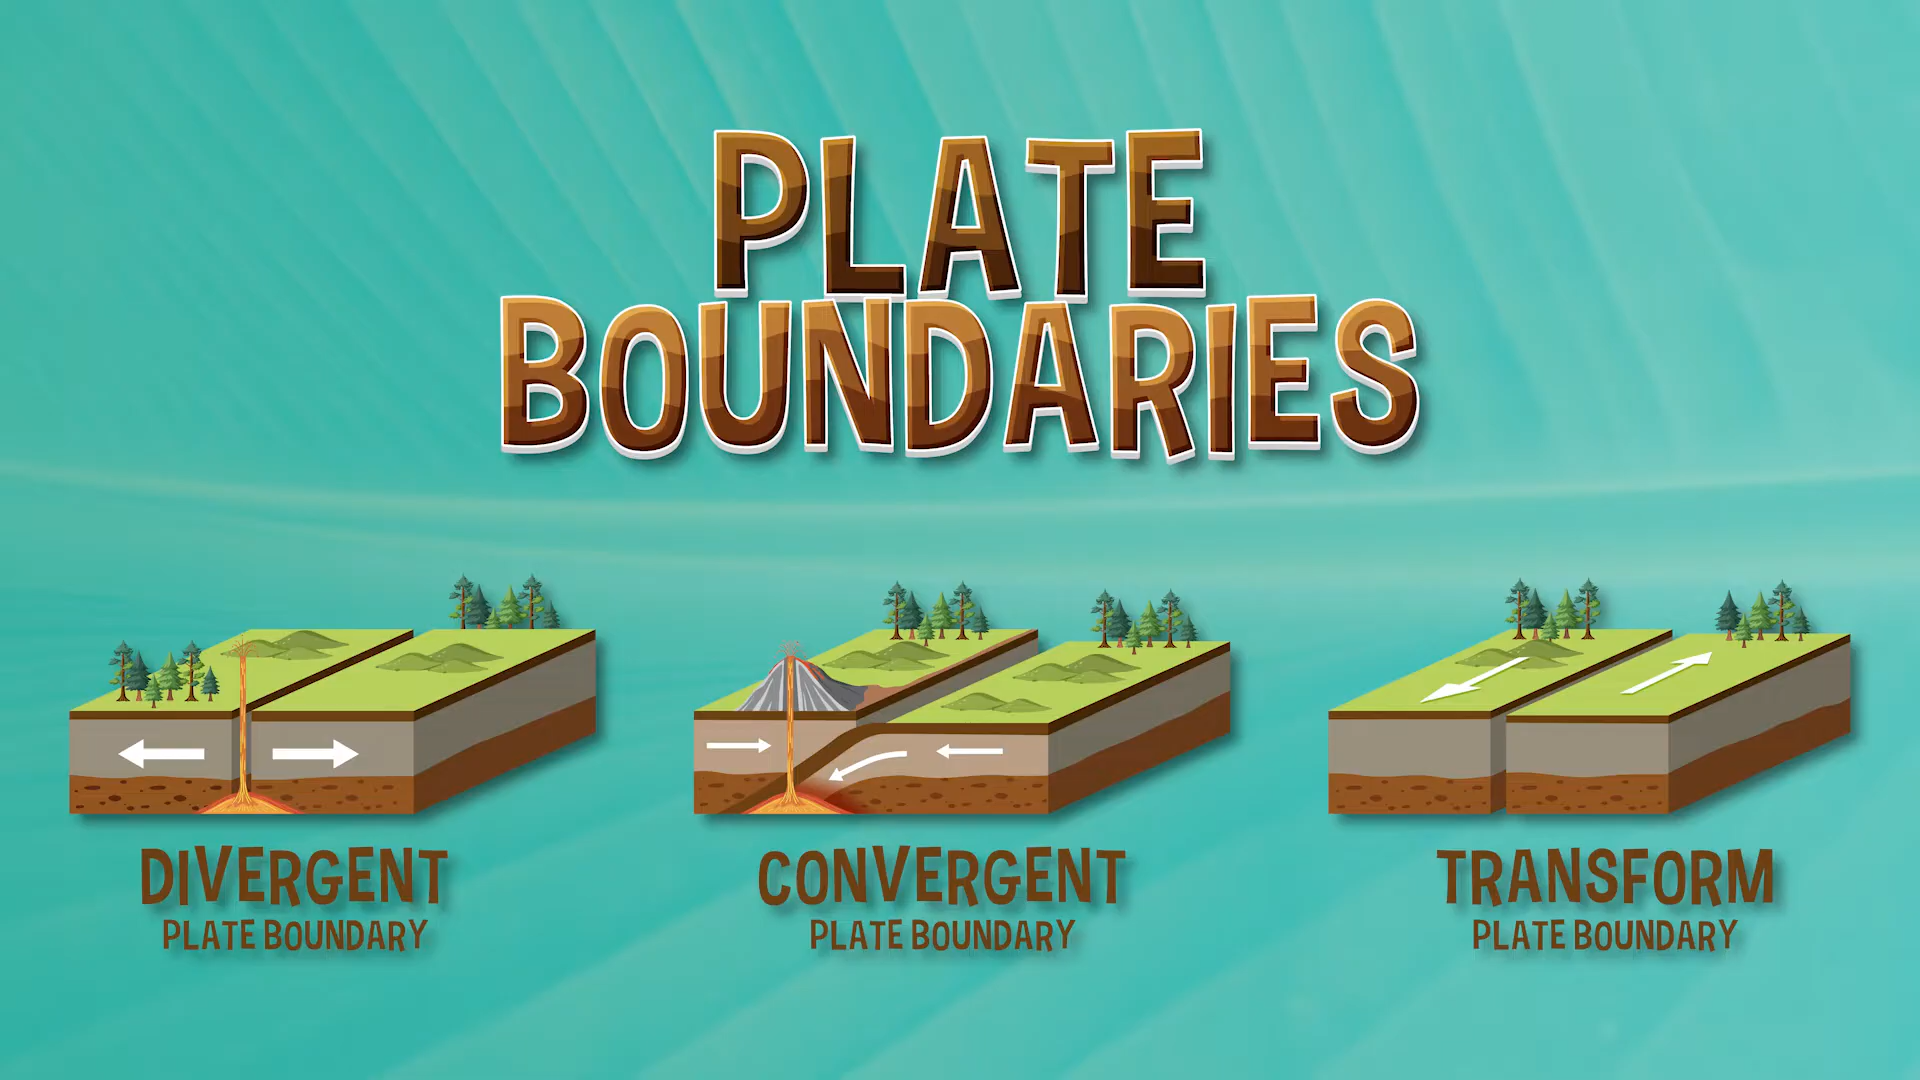 PLATE
BOUNDARIES
DIVERGENT
PLATE BOUNDARY
CONVERGENT
PLATE BOUNDARY
TRANSFORM
PLATE BOUNDARY